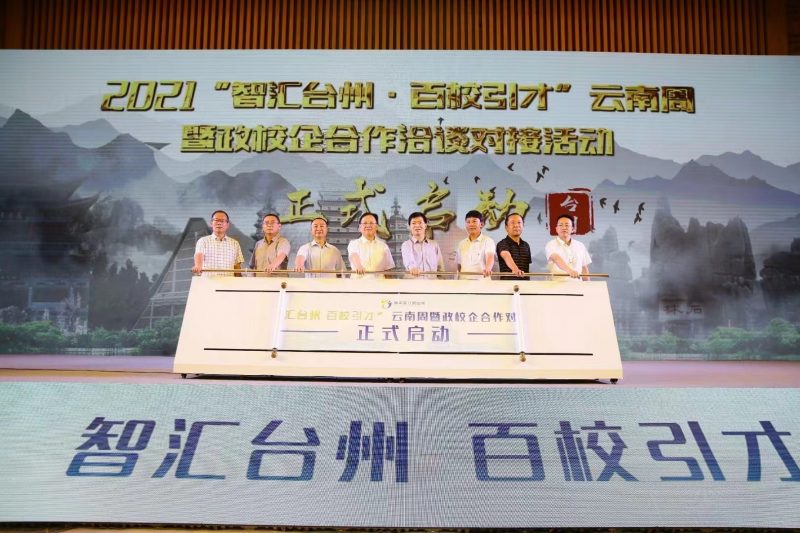 2021“智汇台州·百校引才”云南周
暨政校企合作洽谈对接活动
正式启动
台
汇台州 百校引才”云南周暨政校企合作对
正式启动
智汇台州 百校引才